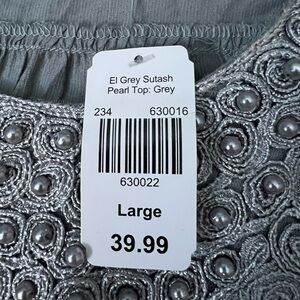 El Grey Sutash
Pearl Top: Grey
234 630016
630022
Large
39.99